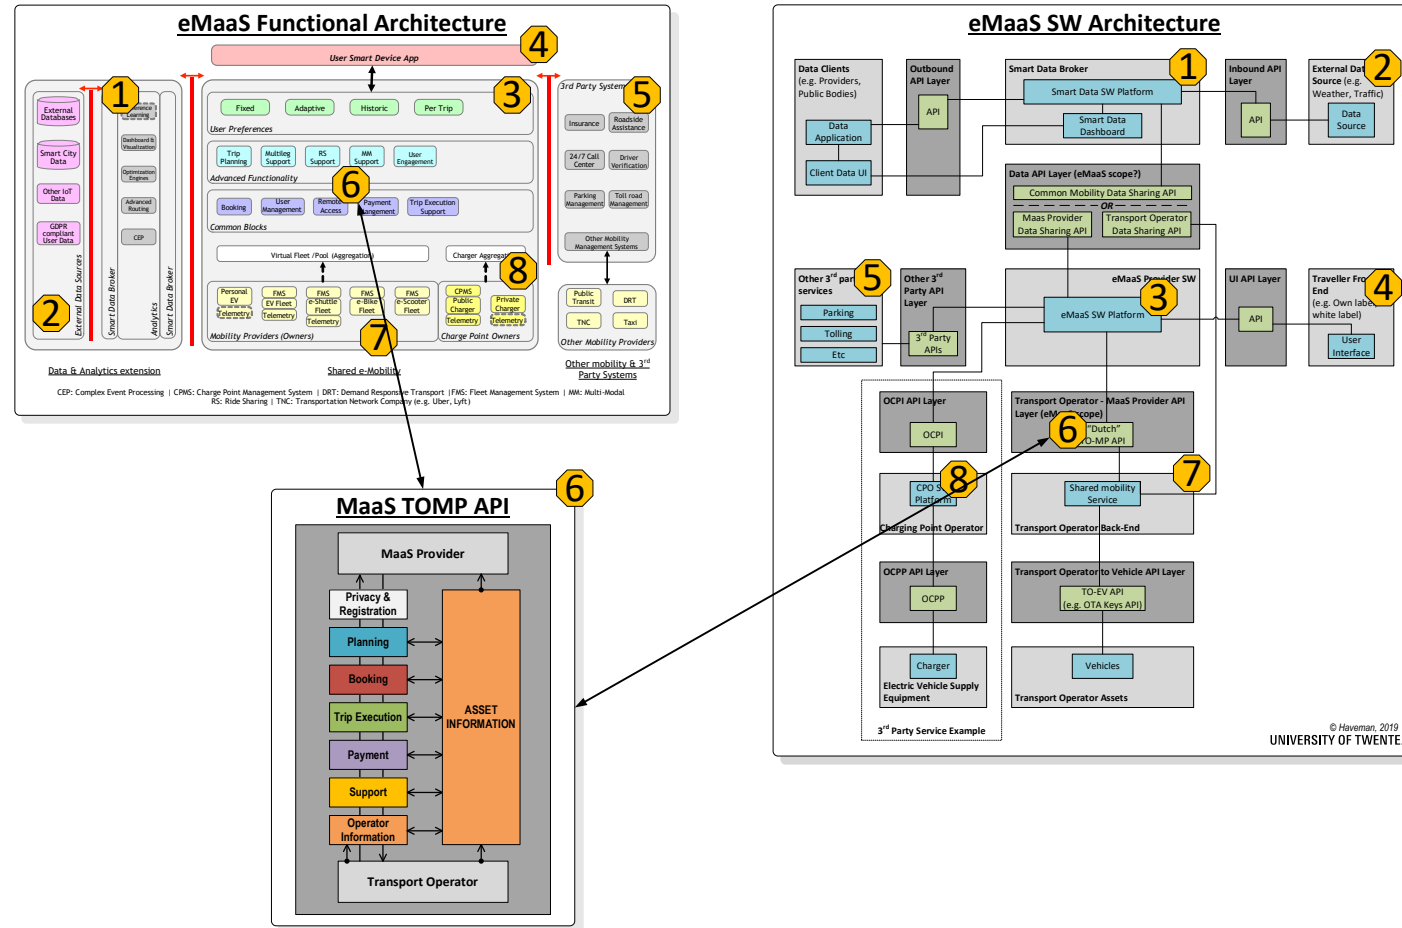 eMaaS Functional Architecture
4
User Smart Device App
1
External
Databases
Smart City
Data
Other IoT
Data
GDPR
compliant
User Data
External Data Sources
2
Smart Data Broker
Learning
Dashboard &
Visualization
Optimization
Engines
Advanced
Routing
CEP
Analytics
Smart Data Broker
3
Fixed
Adaptive
Historic
Per Trip
User Preferences
Trip
Planning
Multileg
Support
RS
Support
MM
Support
User
Engagement
Advanced Functionality
6
Booking
User
Management
Remote
Access
Payment
Trip Execution
Support
Common Blocks
Virtual Fleet /Pool (Aggregation)
Charger
8
Personal
EV
Telemetry
FMS
EV Fleet
Telemetry
FMS
e-Shuttle
Fleet
Telemetry
FMS
e-Bike
Fleet
FMS
e-Scooter
Fleet
7
Mobility Providers (Owners)
CPMS
Public
Charger
Telemetry
Private
Charger
Telemetry
Charge Point Owners
3rd Party
5
Insurance
Roadside
Assistance
24/7 Call
Center
Driver
Verification
Parking
Management
Toll road
Management
Other Mobility
Management Systems
Public
Transit
DRT
TNC
Taxi
Other Mobility Providers
Data & Analytics extension
Shared e-Mobility
Other mobility & 3rd
Party Systems
CEP: Complex Event Processing | CPMS: Charge Point Management System | DRT: Demand Responsive Transport |FMS: Fleet Management System | MM: Multi-Modal
RS: Ride Sharing | TNC: Transportation Network Company (e.g. Uber, Lyft)
6
MaaS TOMP API
MaaS Provider
Privacy &
Registration
Planning
Booking
Trip Execution
Payment
Support
Operator
Information
ASSET
INFORMATION
Transport Operator
eMaaS SW Architecture
Data Clients
(e.g. Providers,
Public Bodies)
Data
Application
Client Data UI
Outbound
API Layer
API
Smart Data Broker
1
Smart Data SW Platform
Smart Data
Dashboard
Inbound API
Layer
API
External
Source (e.g.
Weather, Traffic)
2
Data
Source
Data API Layer (eMaaS scope?)
Common Mobility Data Sharing API
OR
Maas Provider
Data Sharing API
Transport Operator
Data Sharing API
Other 3rd
services
5
Parking
Tolling
Etc
Other 3rd
Party API
Layer
3rd Party
APIs
eMaaS SW
3
eMaaS SW Platform
UI API Layer
API
Traveller
End
(e.g. Own
white label)
4
User
Interface
OCPI API Layer
OCPI
CPO
Platform
8
Charging Point Operator
OCPP API Layer
OCPP
Charger
Electric Vehicle Supply
Equipment
3rd Party Service Example
Transport Operator - MaaS Provider API
Layer
6
"Dutch"
API
Shared mobility
Service
7
Transport Operator Back-End
Transport Operator to Vehicle API Layer
TO-EV API
(e.g. OTA Keys API)
Vehicles
Transport Operator Assets
© Haveman, 2019
UNIVERSITY OF TWENTE